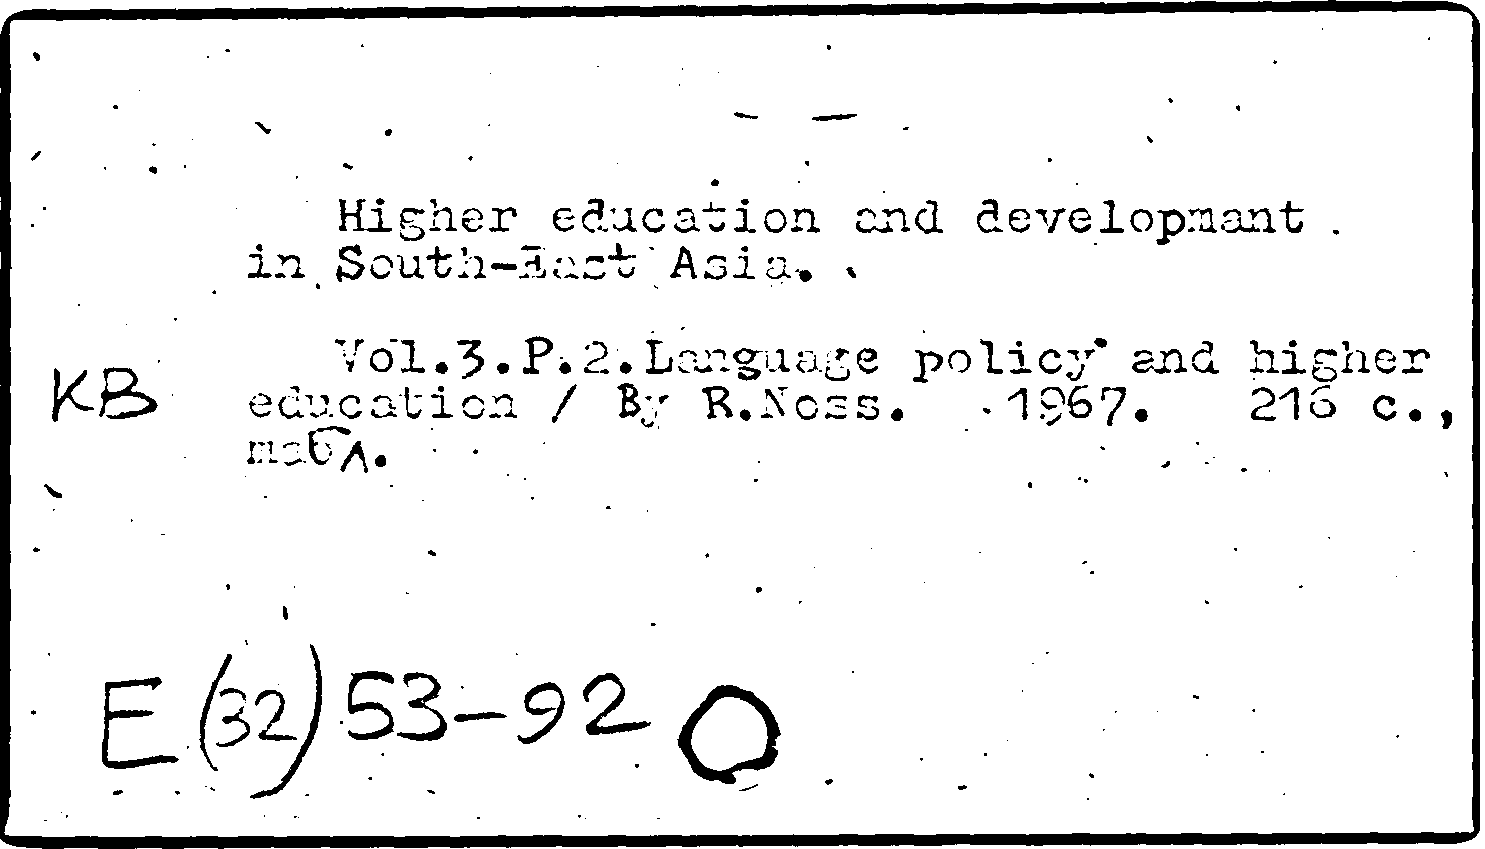 Higher education and developmant
in South-East Asia.
Vol.3.P.2.Language policy and higher
КВ
education / By R.Noss. 1967. 216 с.,
табл.
E(32)53-92 O